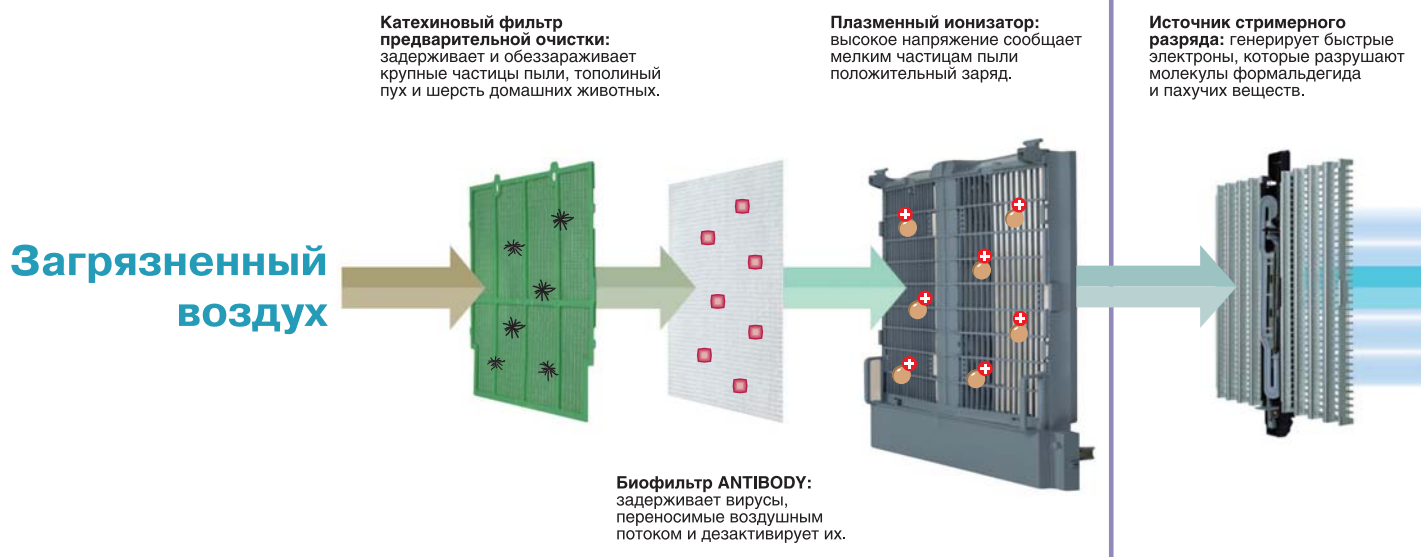 Катехиновый фильтр
предварительной очистки:
задерживает и обеззараживает
крупные частицы пыли, тополиный
пух и шерсть домашних животных.
Плазменный ионизатор:
высокое напряжение сообщает
мелким частицам пыли
положительный заряд.
Источник стримерного
разряда: генерирует быстрые
электроны, которые разрушают
молекулы формальдегида
и пахучих веществ.
Загрязненный
воздух
Биофильтр ANTIBODY:
задерживает вирусы,
переносимые воздушным
потоком и дезактивирует их.